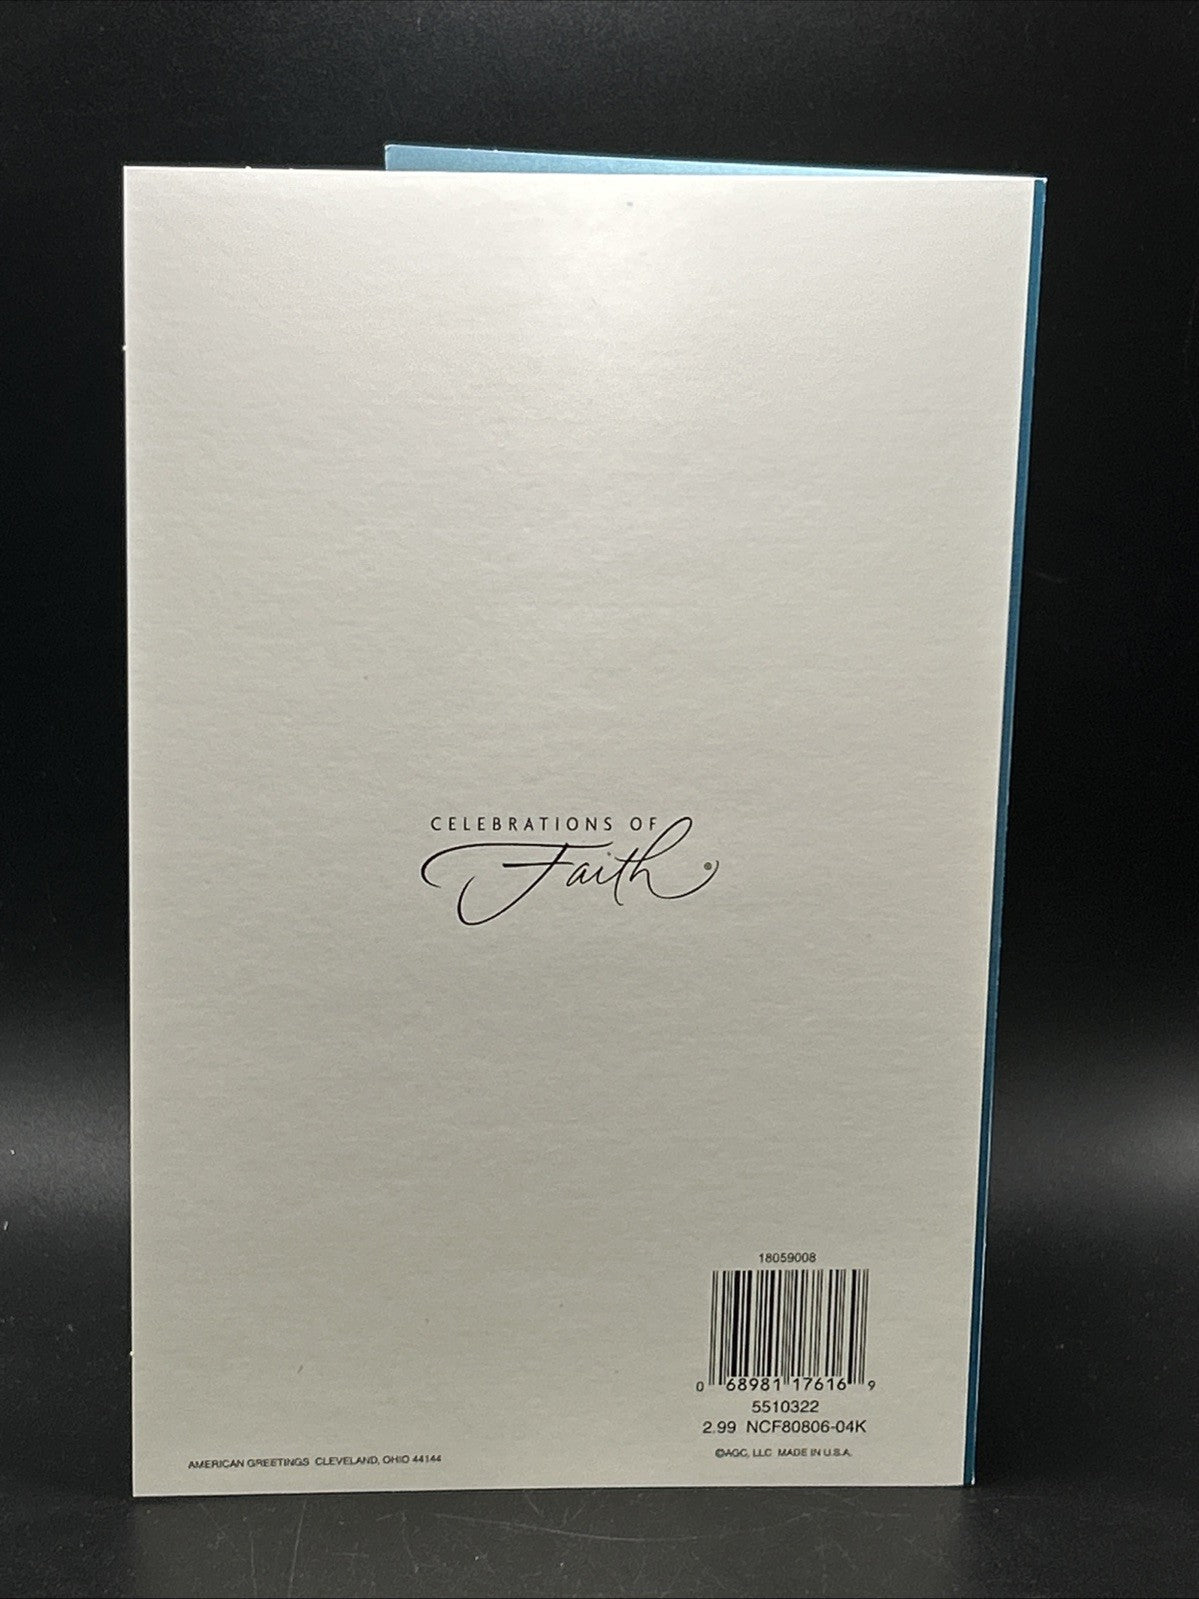 CELEBRATIONS OF
Faith®
18059008
0 68981 17616 9
5510322
2.99 NCF80806-04K
©AGC, LLC MADE IN U.S.A.
AMERICAN GREETINGS CLEVELAND, OHIO 44144